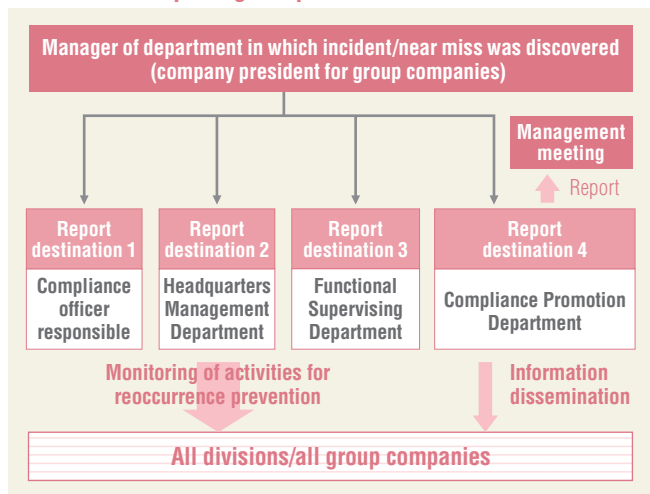 Manager of department in which incident/near miss was discovered
(company president for group companies)
Management
meeting
Report
Report
destination 1
Report
destination 2
Report
destination 3
Report
destination 4
Compliance
officer
responsible
Headquarters
Management
Department
Functional
Supervising
Department
Compliance Promotion
Department
Monitoring of activities for
reoccurrence prevention
Information
dissemination
All divisions/all group companies